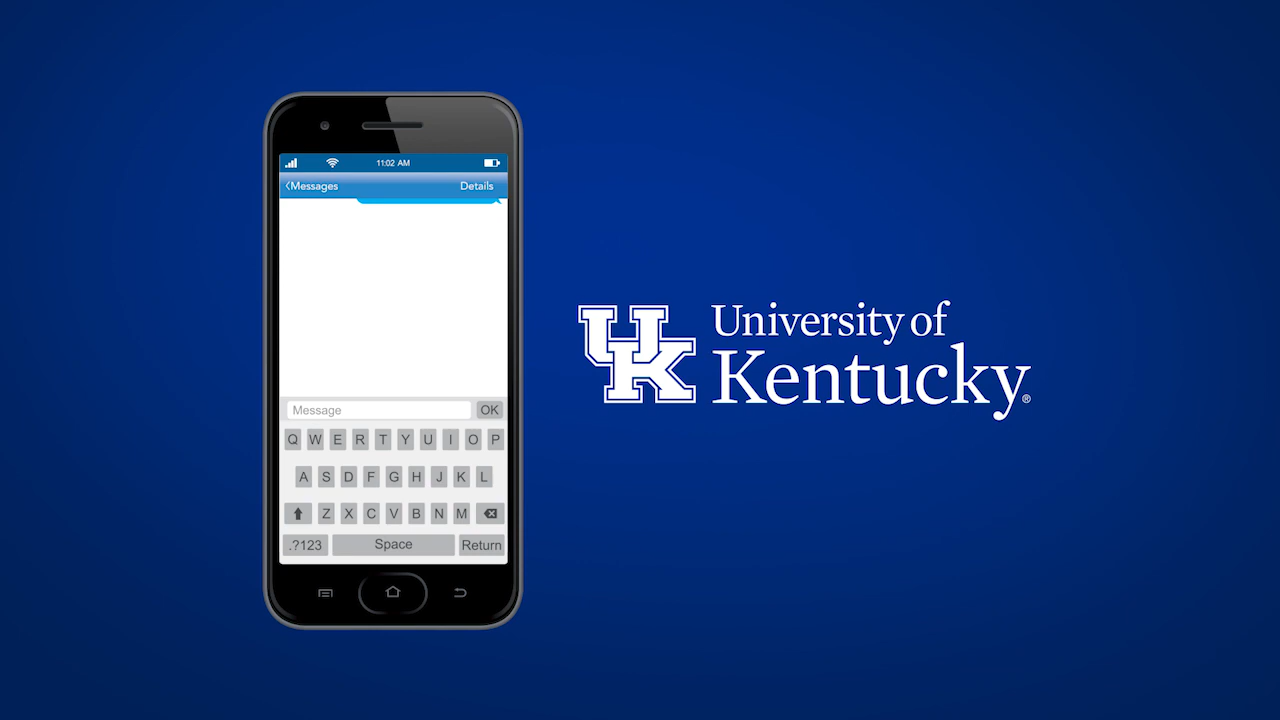 11:02 AM
Messages Details
Message OK
Q W E R T Y U I O P
A S D F G H J K L
Z X C V B N M
.?123 Space Return
UK
University of
Kentucky®